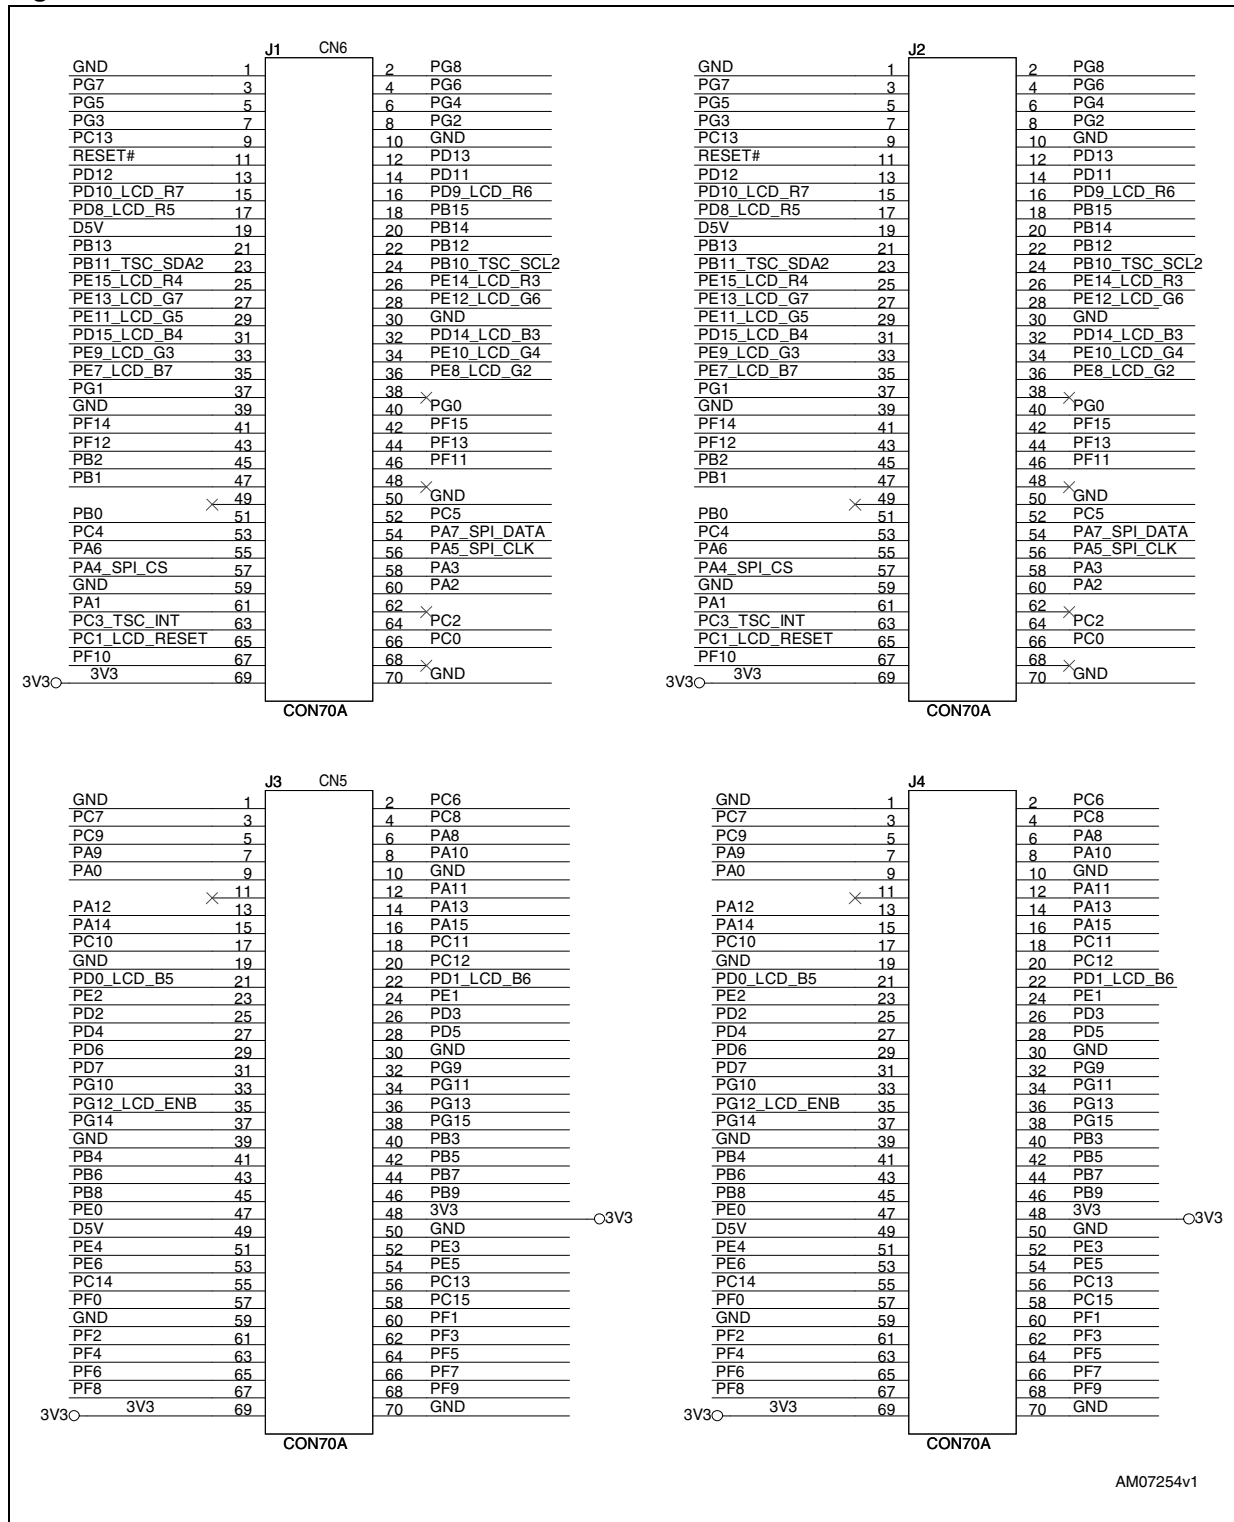 J1 CN6
GND 1 2 PG8
PG7 3 4 PG6
PG5 5 6 PG4
PG3 7 8 PG2
PC13 9 10 GND
RESET# 11 12 PD13
PD12 13 14 PD11
PD10_LCD_R7 15 16 PD9_LCD_R6
PD8_LCD_R5 17 18 PB15
D5V 19 20 PB14
PB13 21 22 PB12
PB11_TSC_SDA2 23 24 PB10_TSC_SCL2
PE15_LCD_R4 25 26 PE14_LCD_R3
PE13_LCD_G7 27 28 PE12_LCD_G6
PE11_LCD_G5 29 30 GND
PD15_LCD_B4 31 32 PD14_LCD_B3
PE9_LCD_G3 33 34 PE10_LCD_G4
PE7_LCD_B7 35 36 PE8_LCD_G2
PG1 37 38
GND 39 40 PG0
PF14 41 42 PF15
PF12 43 44 PF13
PB2 45 46 PF11
PB1 47 48
49 50 GND
PB0 51 52 PC5
PC4 53 54 PA7_SPI_DATA
PA6 55 56 PA5_SPI_CLK
PA4_SPI_CS 57 58 PA3
GND 59 60 PA2
PA1 61 62
PC3_TSC_INT 63 64 PC2
PC1_LCD_RESET 65 66 PC0
PF10 67 68
3V3 3V3 69 70 GND
CON70A
J2
GND 1 2 PG8
PG7 3 4 PG6
PG5 5 6 PG4
PG3 7 8 PG2
PC13 9 10 GND
RESET# 11 12 PD13
PD12 13 14 PD11
PD10_LCD_R7 15 16 PD9_LCD_R6
PD8_LCD_R5 17 18 PB15
D5V 19 20 PB14
PB13 21 22 PB12
PB11_TSC_SDA2 23 24 PB10_TSC_SCL2
PE15_LCD_R4 25 26 PE14_LCD_R3
PE13_LCD_G7 27 28 PE12_LCD_G6
PE11_LCD_G5 29 30 GND
PD15_LCD_B4 31 32 PD14_LCD_B3
PE9_LCD_G3 33 34 PE10_LCD_G4
PE7_LCD_B7 35 36 PE8_LCD_G2
PG1 37 38
GND 39 40 PG0
PF14 41 42 PF15
PF12 43 44 PF13
PB2 45 46 PF11
PB1 47 48
49 50 GND
PB0 51 52 PC5
PC4 53 54 PA7_SPI_DATA
PA6 55 56 PA5_SPI_CLK
PA4_SPI_CS 57 58 PA3
GND 59 60 PA2
PA1 61 62
PC3_TSC_INT 63 64 PC2
PC1_LCD_RESET 65 66 PC0
PF10 67 68
3V3 3V3 69 70 GND
CON70A
J3 CN5
GND 1 2 PC6
PC7 3 4 PC8
PC9 5 6 PA8
PA9 7 8 PA10
PA0 9 10 GND
11 12 PA11
PA12 13 14 PA13
PA14 15 16 PA15
PC10 17 18 PC11
GND 19 20 PC12
PD0_LCD_B5 21 22 PD1_LCD_B6
PE2 23 24 PE1
PD2 25 26 PD3
PD4 27 28 PD5
PD6 29 30 GND
PD7 31 32 PG9
PG10 33 34 PG11
PG12_LCD_ENB 35 36 PG13
PG14 37 38 PG15
GND 39 40 PB3
PB4 41 42 PB5
PB6 43 44 PB7
PB8 45 46 PB9
PE0 47 48 3V3 3V3
D5V 49 50 GND
PE4 51 52 PE3
PE6 53 54 PE5
PC14 55 56 PC13
PF0 57 58 PC15
GND 59 60 PF1
PF2 61 62 PF3
PF4 63 64 PF5
PF6 65 66 PF7
PF8 67 68 PF9
3V3 3V3 69 70 GND
CON70A
J4
GND 1 2 PC6
PC7 3 4 PC8
PC9 5 6 PA8
PA9 7 8 PA10
PA0 9 10 GND
11 12 PA11
PA12 13 14 PA13
PA14 15 16 PA15
PC10 17 18 PC11
GND 19 20 PC12
PD0_LCD_B5 21 22 PD1_LCD_B6
PE2 23 24 PE1
PD2 25 26 PD3
PD4 27 28 PD5
PD6 29 30 GND
PD7 31 32 PG9
PG10 33 34 PG11
PG12_LCD_ENB 35 36 PG13
PG14 37 38 PG15
GND 39 40 PB3
PB4 41 42 PB5
PB6 43 44 PB7
PB8 45 46 PB9
PE0 47 48 3V3 3V3
D5V 49 50 GND
PE4 51 52 PE3
PE6 53 54 PE5
PC14 55 56 PC13
PF0 57 58 PC15
GND 59 60 PF1
PF2 61 62 PF3
PF4 63 64 PF5
PF6 65 66 PF7
PF8 67 68 PF9
3V3 3V3 69 70 GND
CON70A
AM07254v1